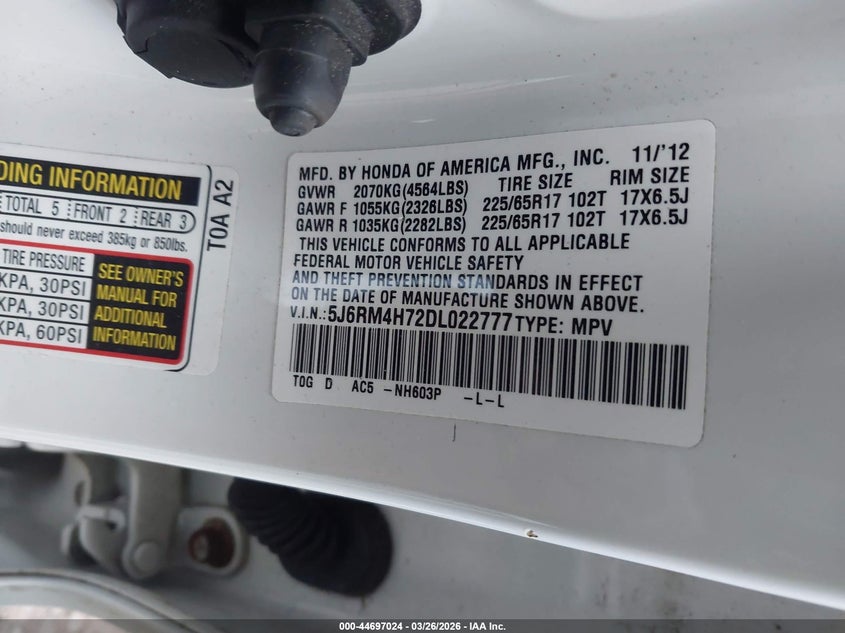 DING INFORMATION
TOTAL 5 FRONT 2 REAR 3
should never exceed 385kg or 850lbs.
TIRE PRESSURE
KPA, 30PSI
KPA, 30PSI
KPA, 60PSI
SEE OWNER'S
MANUAL FOR
ADDITIONAL
INFORMATION
T0A A2
MFD. BY HONDA OF AMERICA MFG., INC. 11/'12
GVWR 2070KG(4564LBS) TIRE SIZE RIM SIZE
GAWR F 1055KG(2326LBS) 225/65R17 102T 17X6.5J
GAWR R 1035KG(2282LBS) 225/65R17 102T 17X6.5J
THIS VEHICLE CONFORMS TO ALL APPLICABLE
FEDERAL MOTOR VEHICLE SAFETY
AND THEFT PREVENTION STANDARDS IN EFFECT
ON THE DATE OF MANUFACTURE SHOWN ABOVE.
V.I.N.:5J6RM4H72DL022777 TYPE: MPV
T0G D AC5 -NH603P -L-L
000-44697024 | 03/26/2026 | IAA Inc.